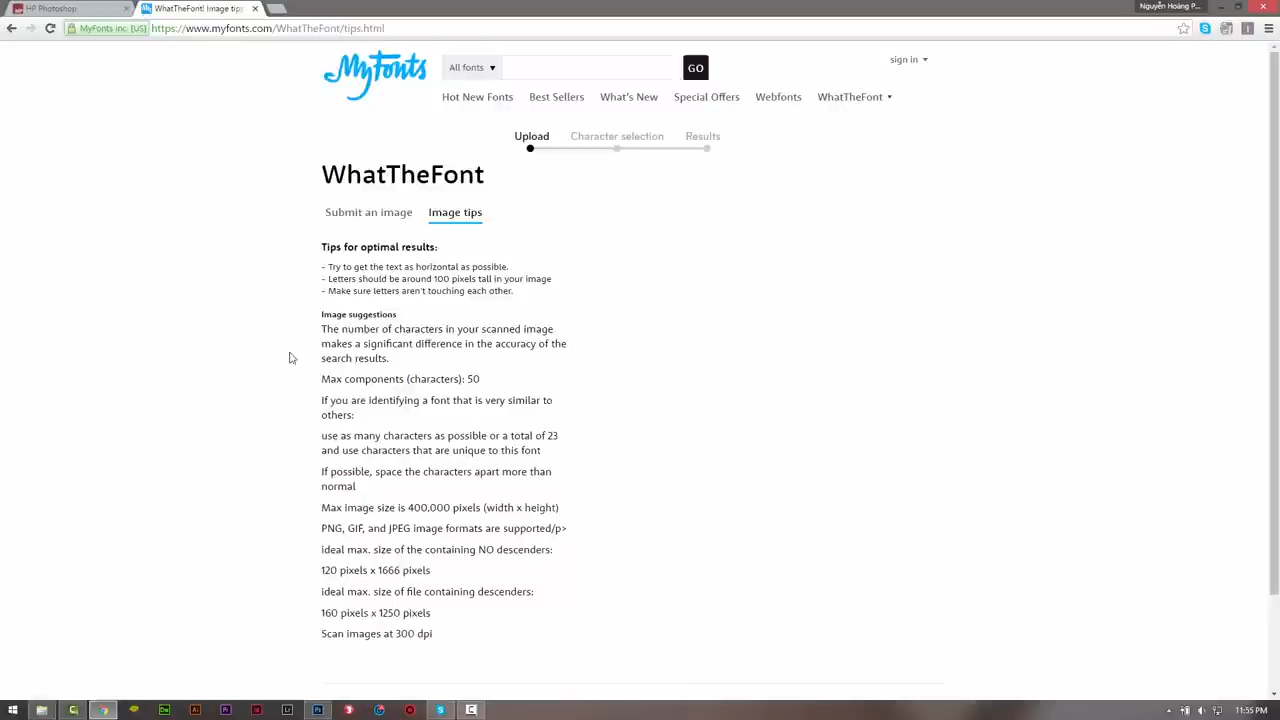 HP Photoshop
WhatTheFont! Image tips
Nguyễn Hoàng P...
MyFonts Inc [US]
https://www.myfonts.com/WhatTheFont/tips.html
MyFonts
All fonts
GO
sign in
Hot New Fonts
Best Sellers
What's New
Special Offers
Webfonts
WhatTheFont
Upload
Character selection
Results
WhatTheFont
Submit an image
Image tips
Tips for optimal results:
- Try to get the text as horizontal as possible.
- Letters should be around 100 pixels tall in your image
- Make sure letters aren't touching each other.
Image suggestions
The number of characters in your scanned image
makes a significant difference in the accuracy of the
search results.
Max components (characters): 50
If you are identifying a font that is very similar to
others:
use as many characters as possible or a total of 23
and use characters that are unique to this font
If possible, space the characters apart more than
normal
Max image size is 400,000 pixels (width x height)
PNG, GIF, and JPEG image formats are supported/p>
ideal max. size of the containing NO descenders:
120 pixels x 1666 pixels
ideal max. size of file containing descenders:
160 pixels x 1250 pixels
Scan images at 300 dpi
Dw
Ai
Pr
Id
Lr
Ps
11:55 PM